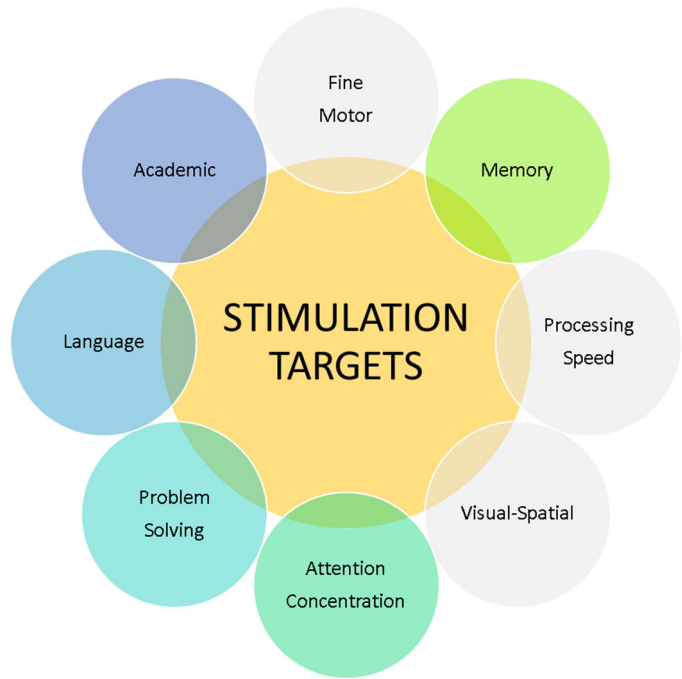 Fine
Motor
Academic
Memory
STIMULATION
TARGETS
Language
Processing
Speed
Problem
Solving
Visual-Spatial
Attention
Concentration